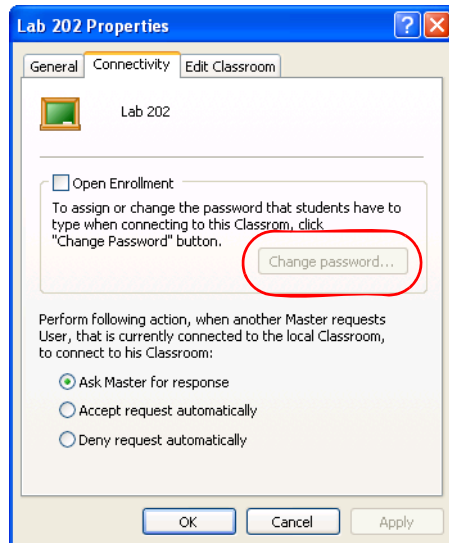 Lab 202 Properties
General Connectivity Edit Classroom
Lab 202
Open Enrollment
To assign or change the password that students have to
type when connecting to this Classrom, click
"Change Password" button.
Change password...
Perform following action, when another Master requests
User, that is currently connected to the local Classroom,
to connect to his Classroom:
Ask Master for response
Accept request automatically
Deny request automatically
OK Cancel Apply